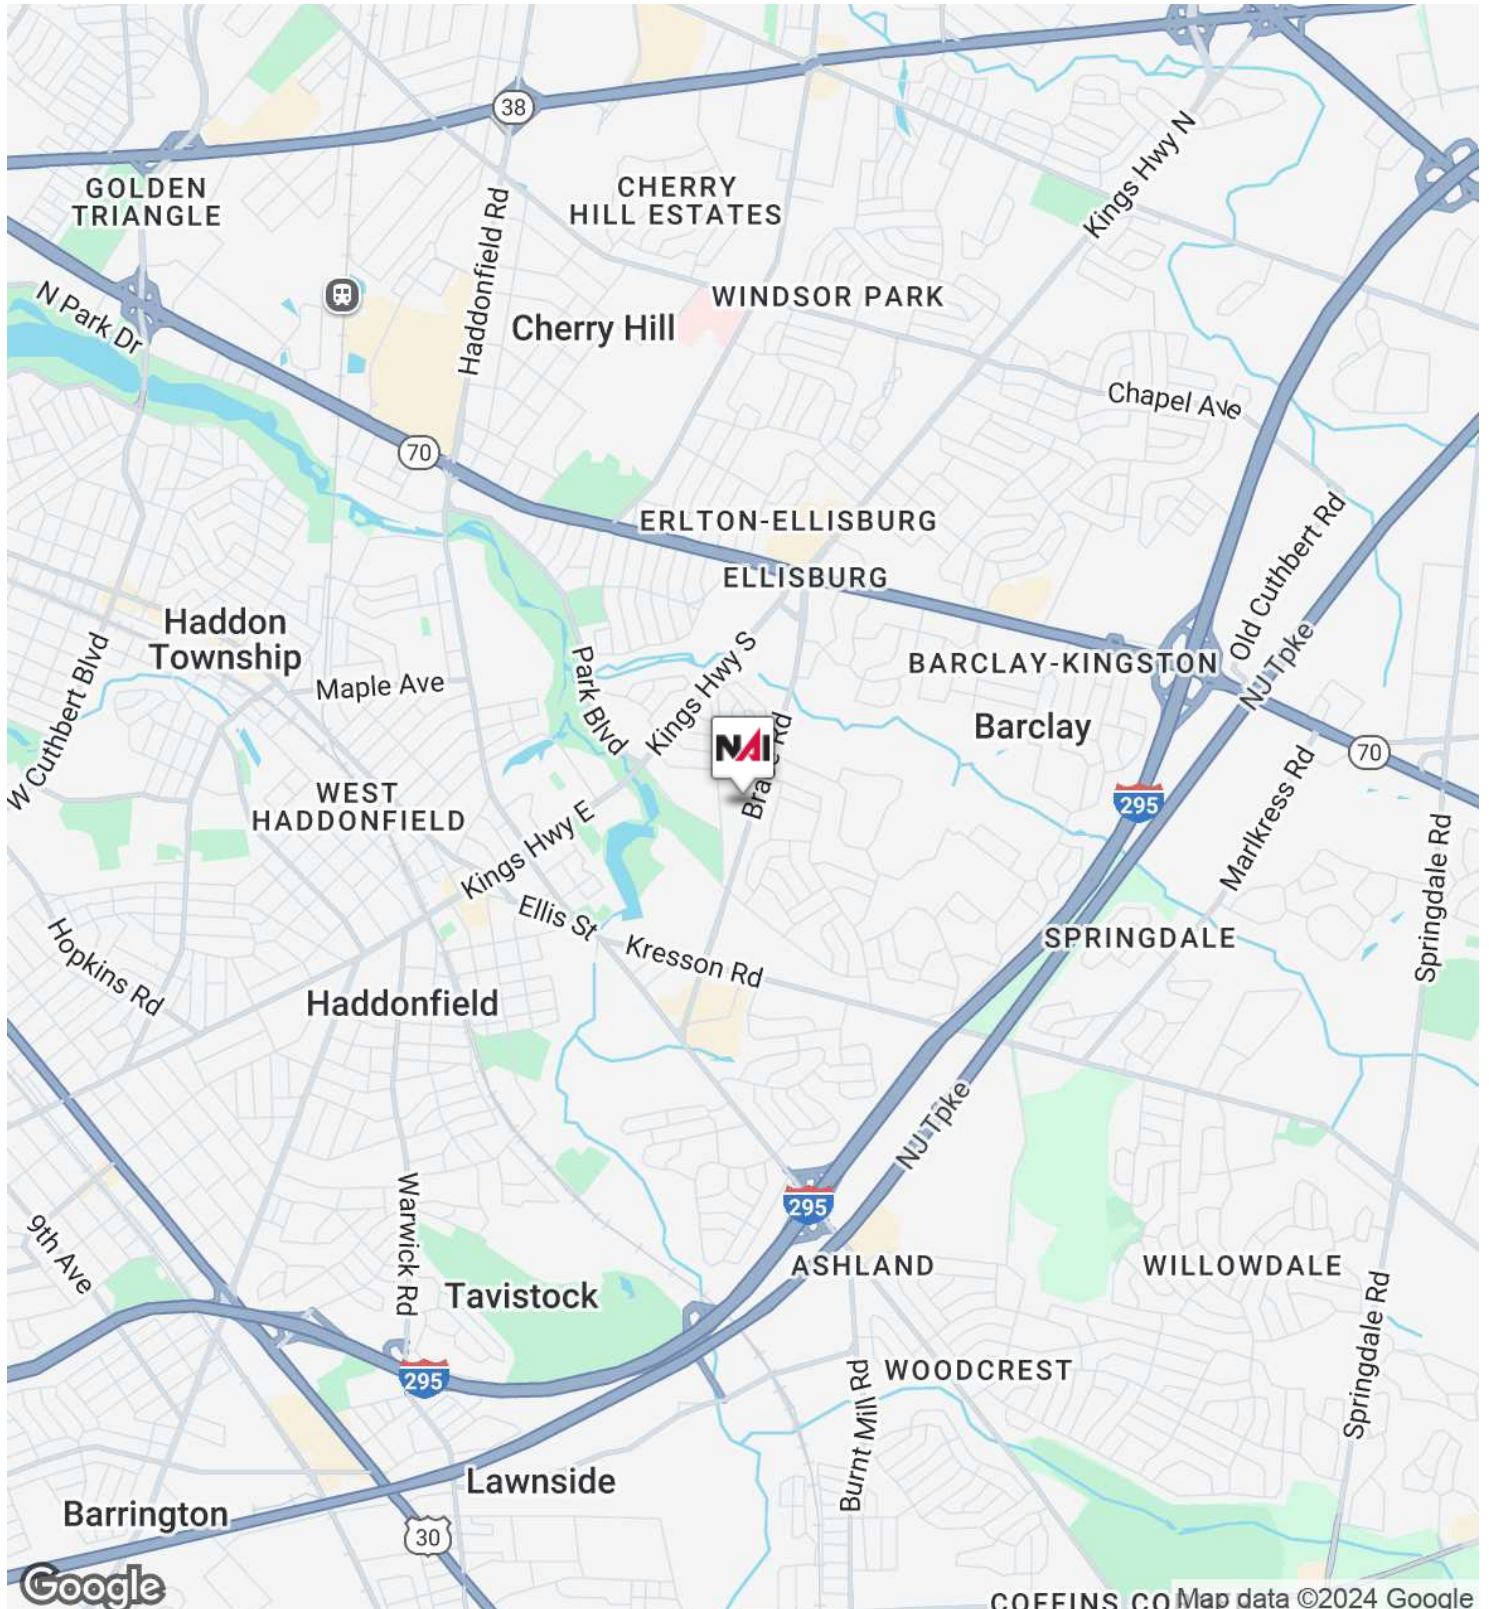 38
GOLDEN
TRIANGLE
CHERRY
HILL ESTATES
Kings Hwy N
Haddonfield Rd
N Park Dr
WINDSOR PARK
Cherry Hill
Chapel Ave
70
ERLTON-ELLISBURG
ELLISBURG
Old Cuthbert Rd
Haddon
Township
W Cuthbert Blvd
Maple Ave
Park Blvd
Kings Hwy S
BARCLAY-KINGSTON
NJ Tpke
Barclay
NAI
70
295
Marlkress Rd
WEST
HADDONFIELD
Kings Hwy E
Springdale Rd
Ellis St
Kresson Rd
SPRINGDALE
Hopkins Rd
Haddonfield
NJ Tpke
295
Warwick Rd
9th Ave
ASHLAND
WILLOWDALE
Tavistock
Springdale Rd
295
WOODCREST
Burnt Mill Rd
Lawnside
Barrington
30
Google
COFFINS CO
Map data ©2024 Google